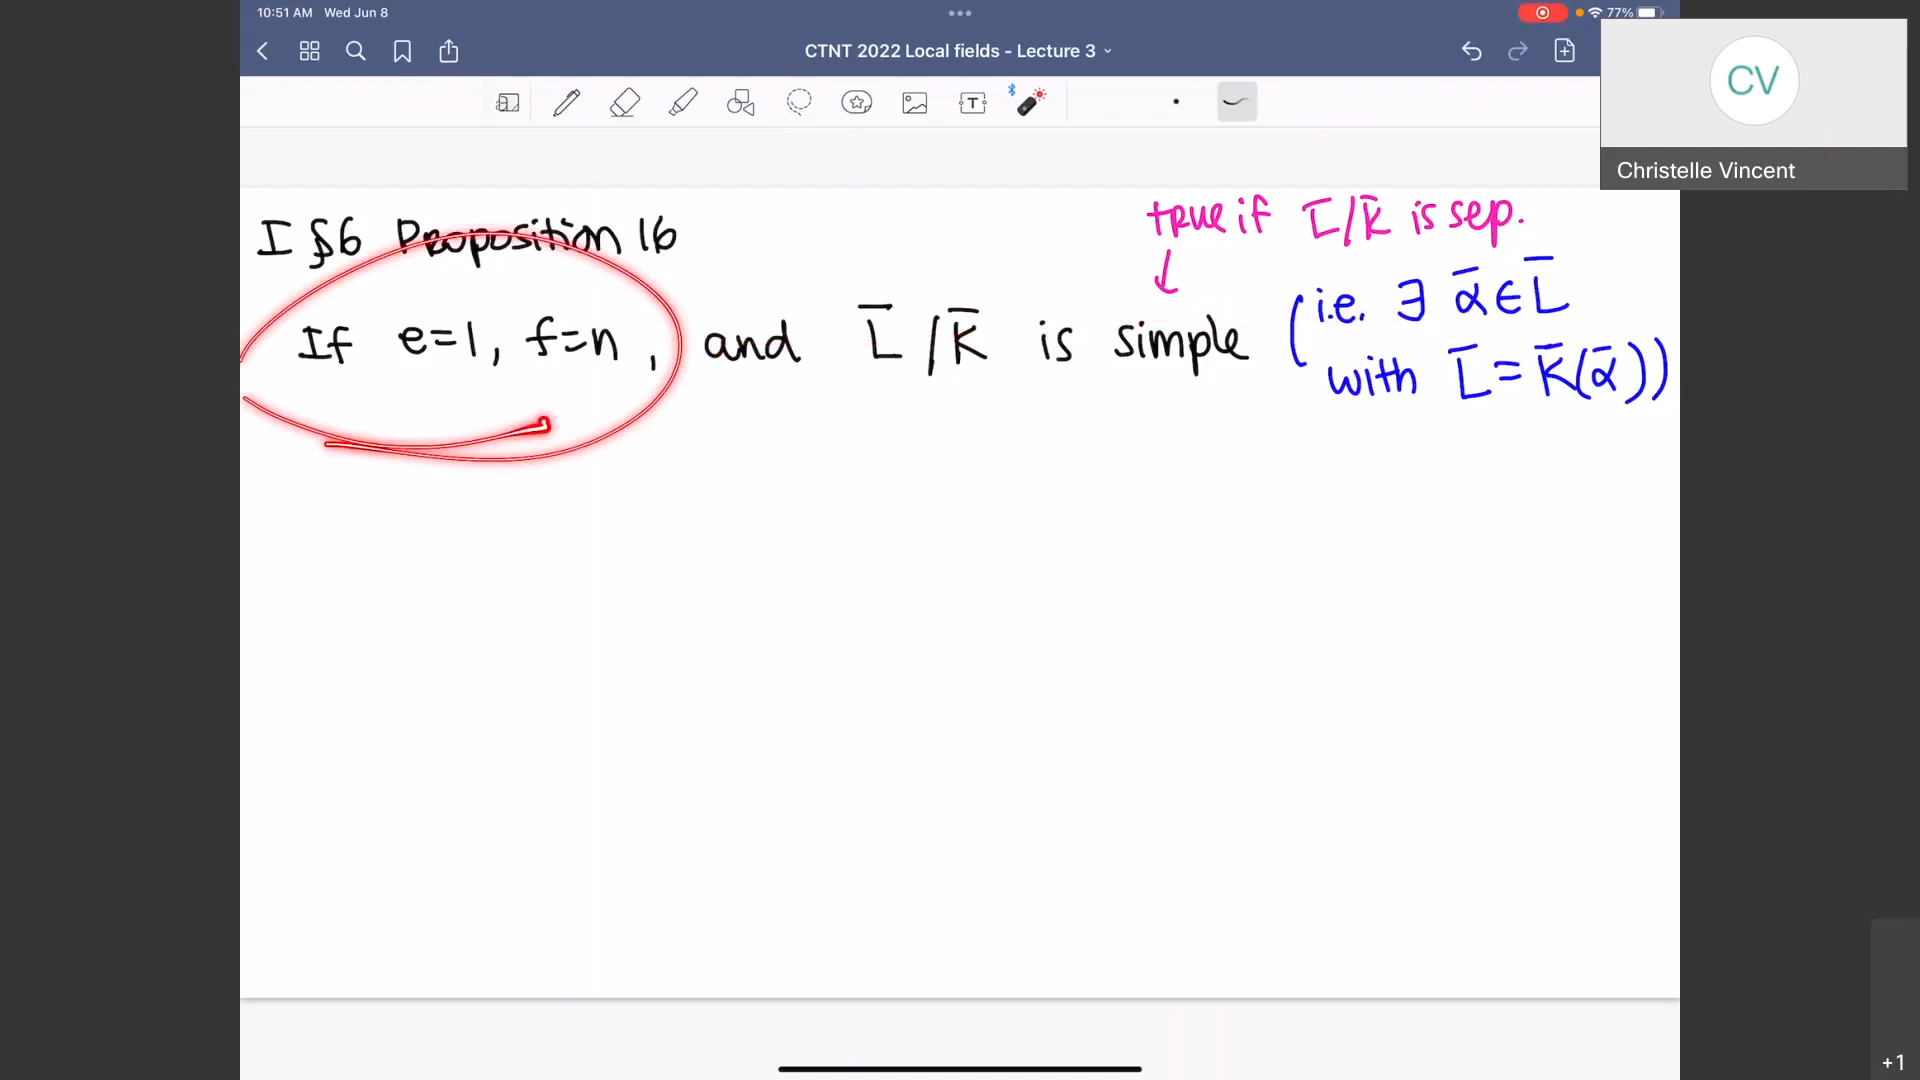 10:51 AM Wed Jun 8
77%
CTNT 2022 Local fields - Lecture 3
CV
Christelle Vincent
I §6 Proposition 16
true if L̅/K̅ is sep.
↓
If e=1, f=n, and L̅/K̅ is simple (i.e. ∃ α̅ ∈ L̅
with L̅=K̅(α̅))
+1